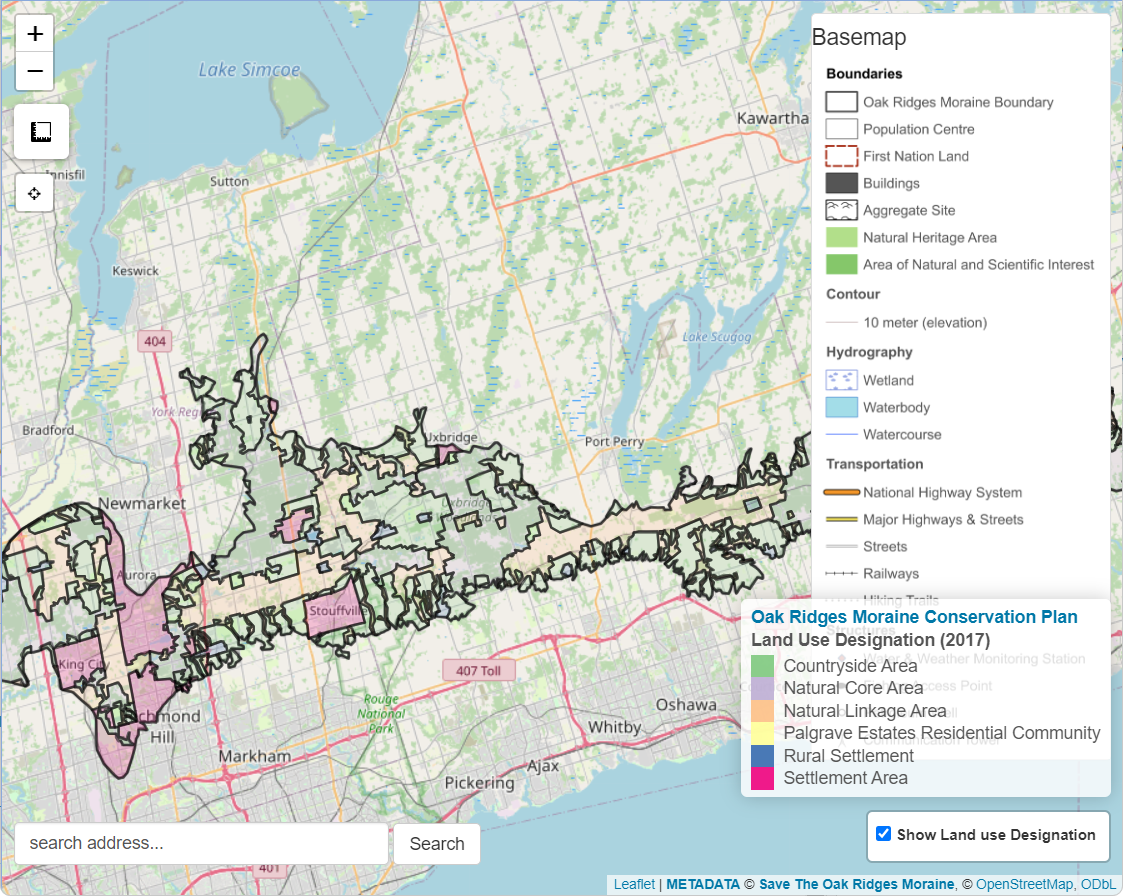 +
−
Lake Simcoe
Innisfil
Sutton
Kawartha
Keswick
404
Lake Scugog
York Regi
Bradford
Uxbridge
Port Perry
Newmarket
Uxbridge
Aurora
Stouffville
King City
407 Toll
Richmond
Hill
Rouge
National
Park
Oshawa
Whitby
Markham
Ajax
Pickering
401
Basemap
Boundaries
Oak Ridges Moraine Boundary
Population Centre
First Nation Land
Buildings
Aggregate Site
Natural Heritage Area
Area of Natural and Scientific Interest
Contour
10 meter (elevation)
Hydrography
Wetland
Waterbody
Watercourse
Transportation
National Highway System
Major Highways & Streets
Streets
Railways
Hiking Trails
Structures
Water & Weather Monitoring Station
Access Point
Communication Tower
Oak Ridges Moraine Conservation Plan
Land Use Designation (2017)
Countryside Area
Natural Core Area
Natural Linkage Area
Palgrave Estates Residential Community
Rural Settlement
Settlement Area
search address...
Search
Show Land use Designation
Leaflet | METADATA © Save The Oak Ridges Moraine, © OpenStreetMap, ODbL